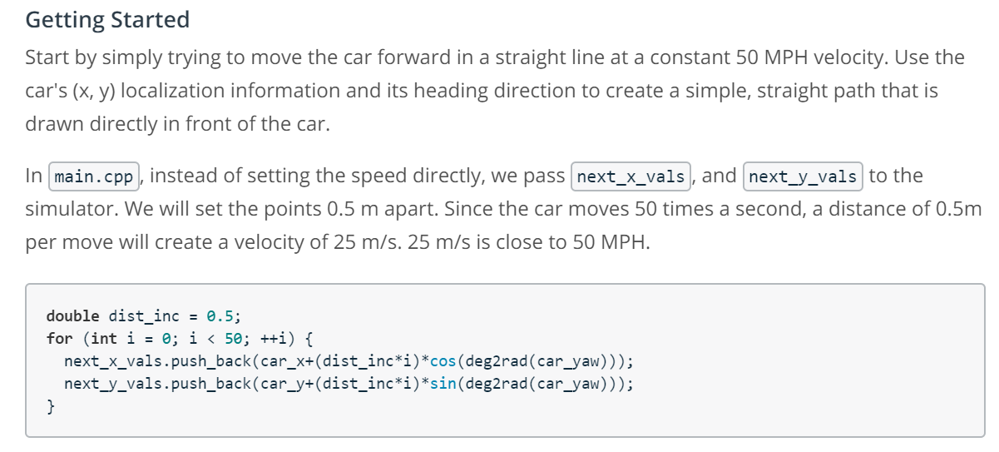 Getting Started
Start by simply trying to move the car forward in a straight line at a constant 50 MPH velocity. Use the
car's (x, y) localization information and its heading direction to create a simple, straight path that is
drawn directly in front of the car.
In main.cpp, instead of setting the speed directly, we pass next_x_vals, and next_y_vals to the
simulator. We will set the points 0.5 m apart. Since the car moves 50 times a second, a distance of 0.5m
per move will create a velocity of 25 m/s. 25 m/s is close to 50 MPH.
double dist_inc = 0.5;
for (int i = 0; i < 50; ++i) {
  next_x_vals.push_back(car_x+(dist_inc*i)*cos(deg2rad(car_yaw)));
  next_y_vals.push_back(car_y+(dist_inc*i)*sin(deg2rad(car_yaw)));
}